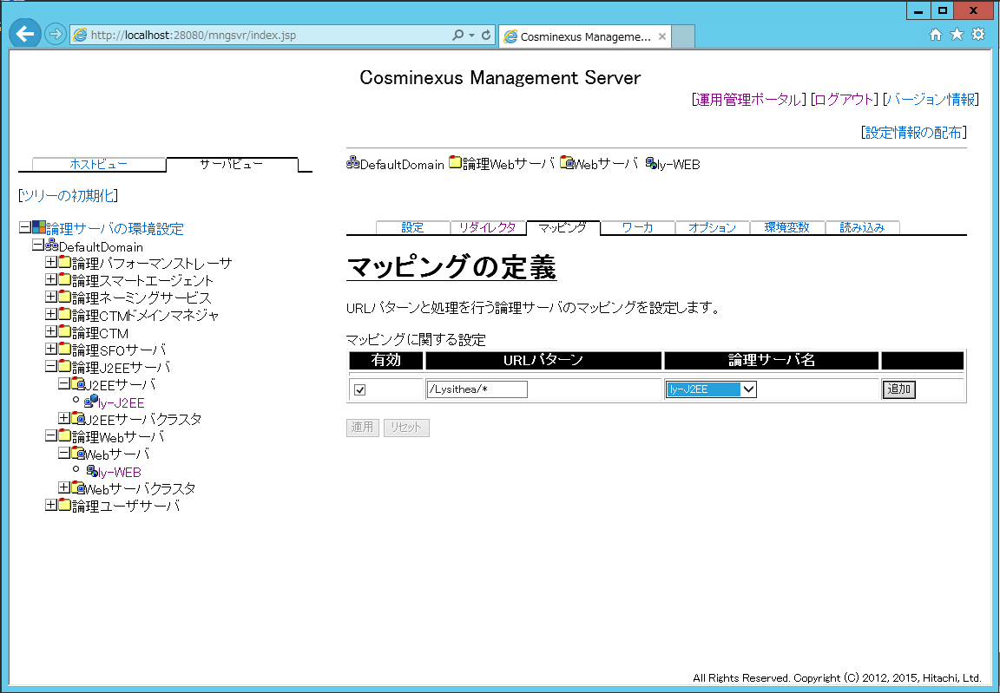 http://localhost:28080/mngsvr/index.jsp
Cosminexus Manageme...
Cosminexus Management Server
[運用管理ポータル] [ログアウト] [バージョン情報]
[設定情報の配布]
ホストビュー サーバビュー
DefaultDomain 論理Webサーバ Webサーバ ly-WEB
[ツリーの初期化]
論理サーバの環境設定
DefaultDomain
論理パフォーマンストレーサ
論理スマートエージェント
論理ネーミングサービス
論理CTMドメインマネジャ
論理CTM
論理SFOサーバ
論理J2EEサーバ
J2EEサーバ
ly-J2EE
J2EEサーバクラスタ
論理Webサーバ
Webサーバ
ly-WEB
Webサーバクラスタ
論理ユーザサーバ
設定 リダイレクタ マッピング ワーカ オプション 環境変数 読み込み
マッピングの定義
URLパターンと処理を行う論理サーバのマッピングを設定します。
マッピングに関する設定
有効 URLパターン 論理サーバ名
/Lysithea/* ly-J2EE 追加
適用 リセット
All Rights Reserved. Copyright (C) 2012, 2015, Hitachi, Ltd.